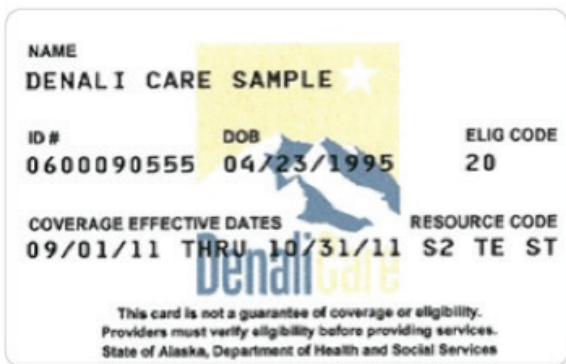 NAME
DENALI CARE SAMPLE
ID # DOB ELIG CODE
0600090555 04/23/1995 20
COVERAGE EFFECTIVE DATES RESOURCE CODE
09/01/11 THRU 10/31/11 S2 TE ST
DenaliCare
This card is not a guarantee of coverage or eligibility.
Providers must verify eligibility before providing services.
State of Alaska, Department of Health and Social Services